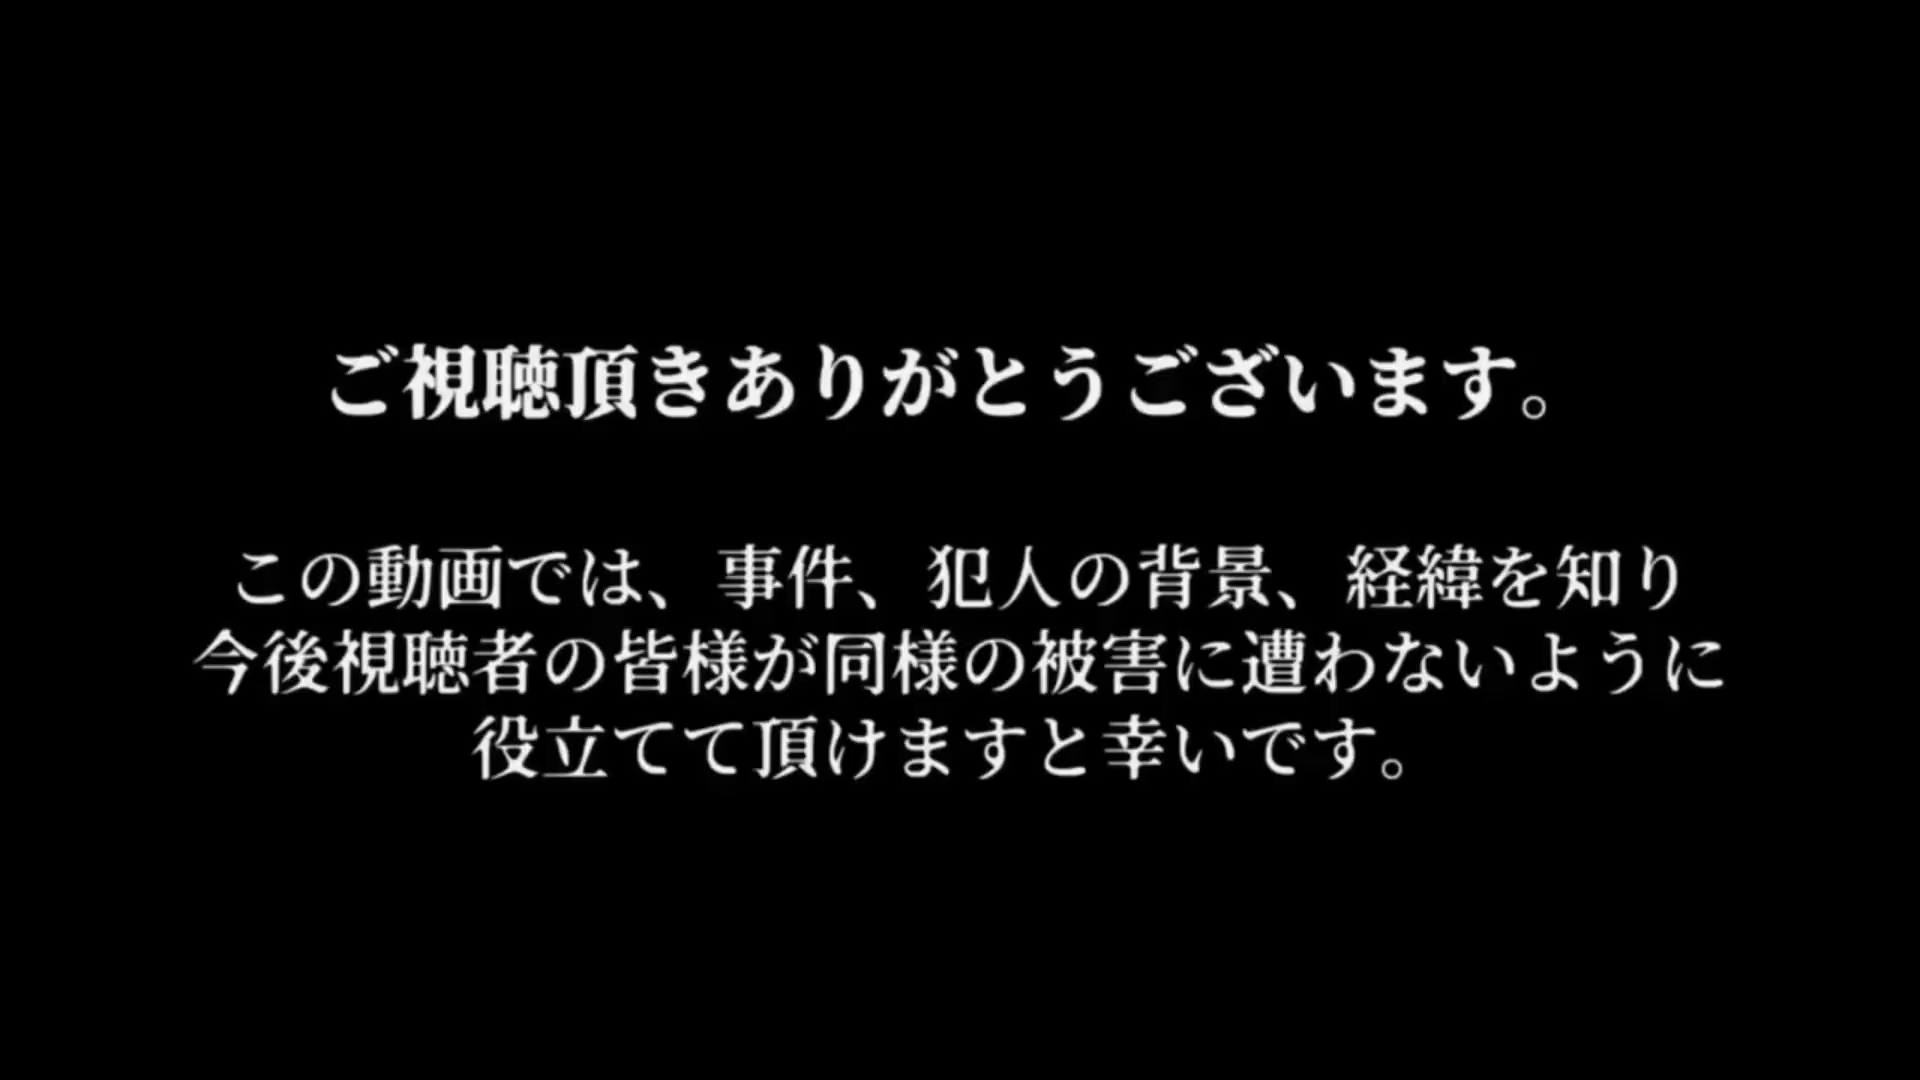 ご視聴頂きありがとうございます。
この動画では、事件、犯人の背景、経緯を知り
今後視聴者の皆様が同様の被害に遭わないように
役立てて頂けますと幸いです。